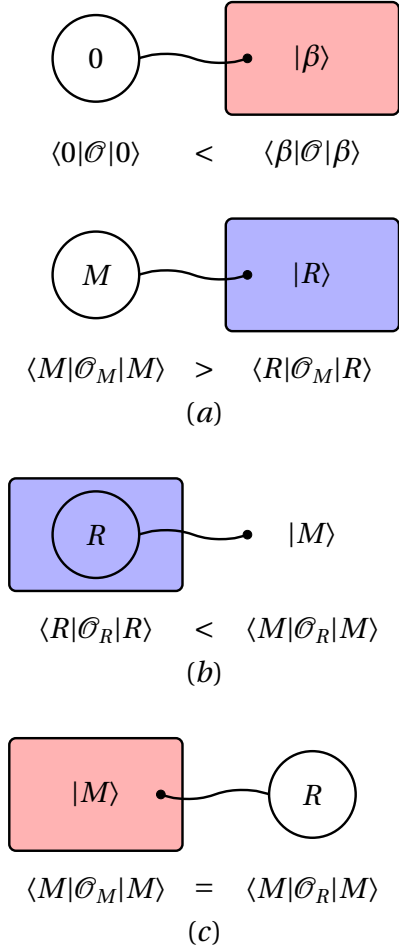 0 |β⟩
⟨0|𝒪|0⟩ < ⟨β|𝒪|β⟩
M |R⟩
⟨M|𝒪_M|M⟩ > ⟨R|𝒪_M|R⟩
(a)
R |M⟩
⟨R|𝒪_R|R⟩ < ⟨M|𝒪_R|M⟩
(b)
|M⟩ R
⟨M|𝒪_M|M⟩ = ⟨M|𝒪_R|M⟩
(c)